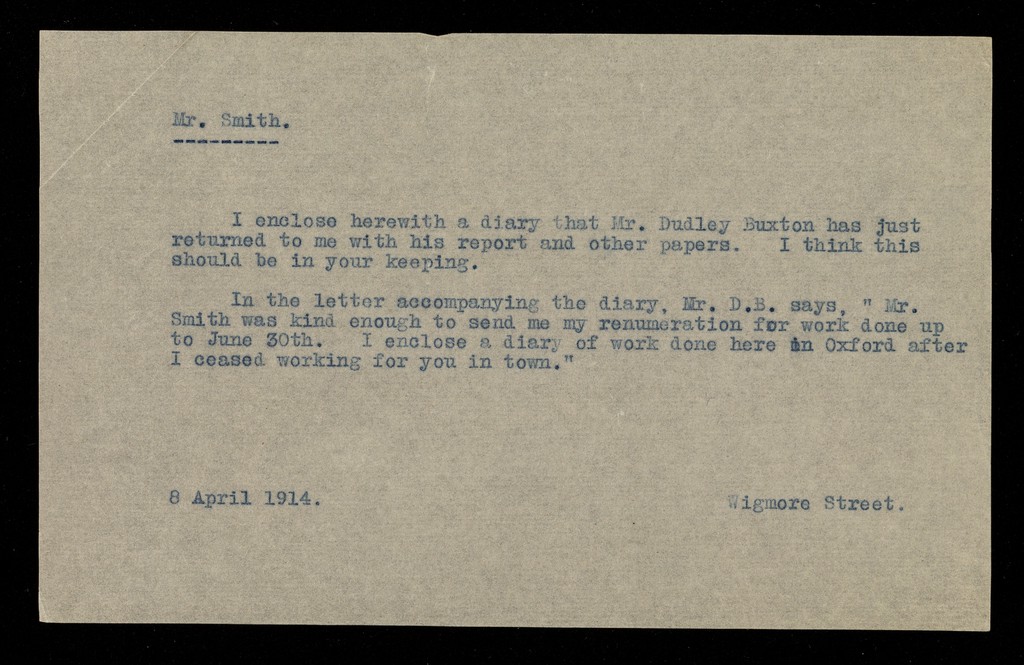 Mr. Smith.
I enclose herewith a diary that Mr. Dudley Buxton has just
returned to me with his report and other papers. I think this
should be in your keeping.
In the letter accompanying the diary, Mr. D.B. says, " Mr.
Smith was kind enough to send me my renumeration for work done up
to June 30th. I enclose a diary of work done here in Oxford after
I ceased working for you in town."
8 April 1914.
Wigmore Street.